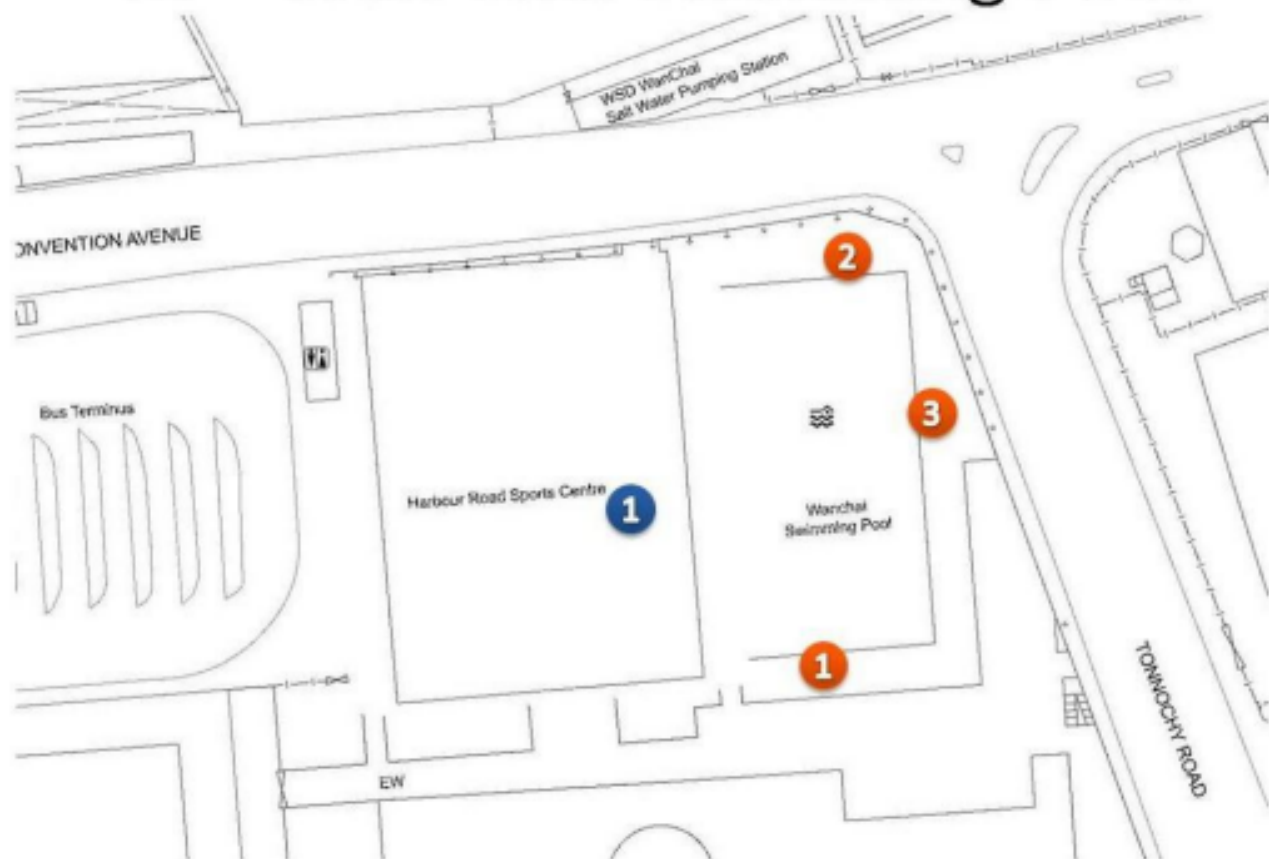 WSD WanChai
Salt Water Pumping Station
ONVENTION AVENUE
2
Bus Terminus
3
Harbour Road Sports Centre
1
Wanchai
Swimming Pool
1
TONNOCHY ROAD
EW